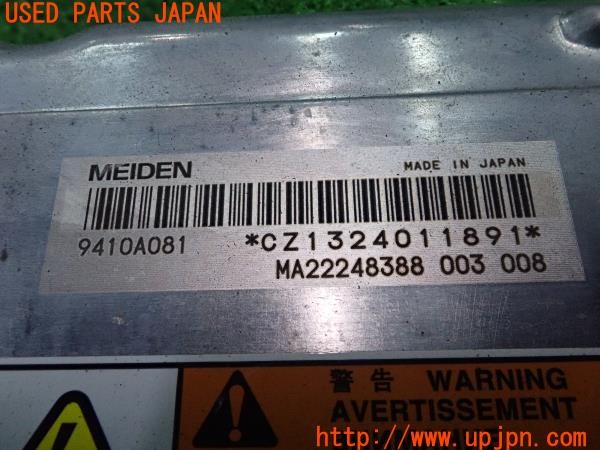 USED PARTS JAPAN
MEIDEN
MADE IN JAPAN
9410A081
*CZ1324011891*
MA22248388 003 008
警告 WARNING
AVERTISSEMENT
http://www.upjpn.com/